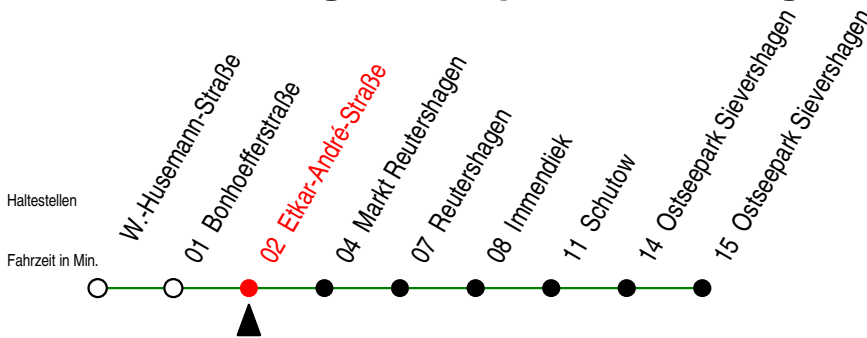 Haltestellen
Fahrzeit in Min.
W.-Husemann-Straße
01 Bonhoefferstraße
02 Etkar-André-Straße
04 Markt Reutershagen
07 Reutershagen
08 Immendiek
11 Schutow
14 Ostseepark Sievershagen
15 Ostseepark Sievershagen